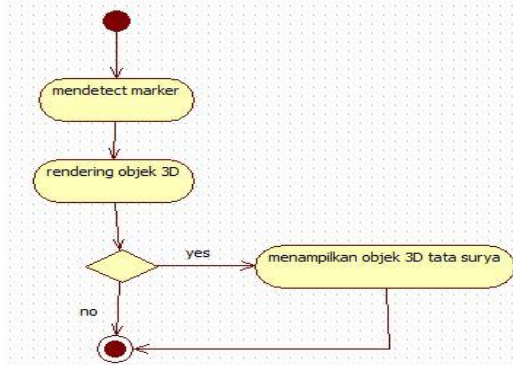 mendetect marker
rendering objek 3D
yes
menampilkan objek 3D tata surya
no